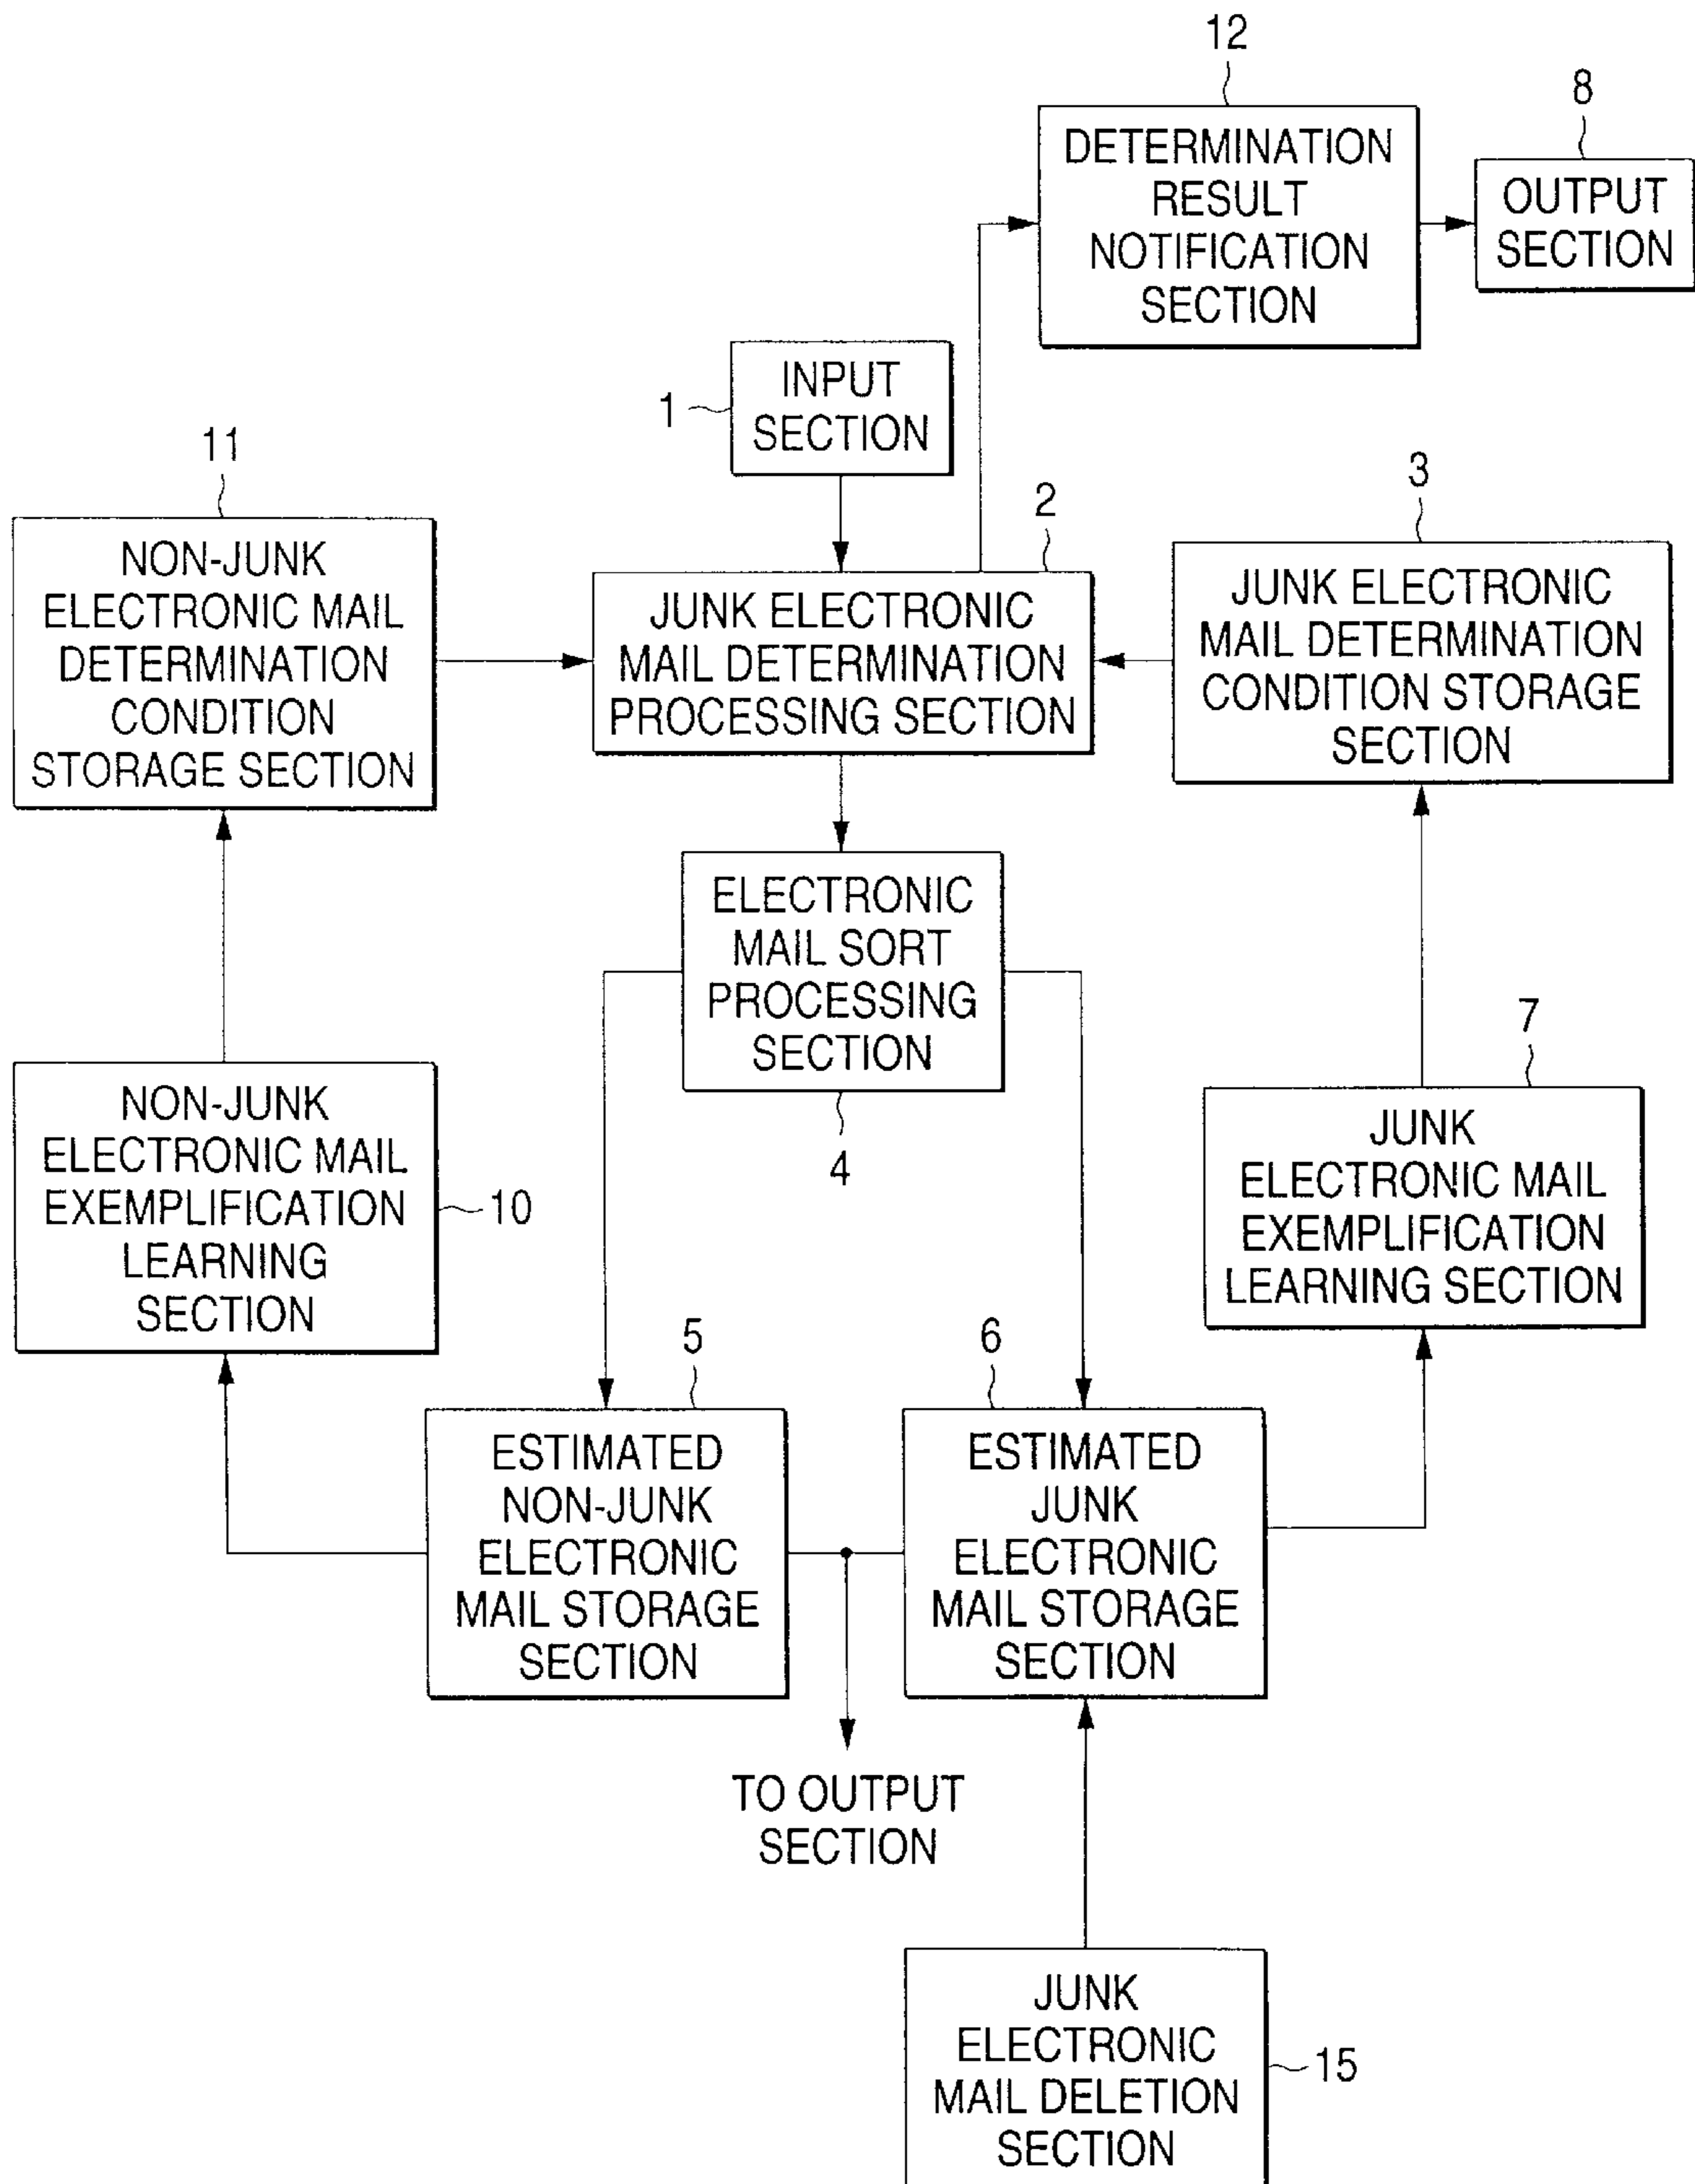 12
DETERMINATION
RESULT
NOTIFICATION
SECTION
8
OUTPUT
SECTION
1
INPUT
SECTION
11
NON-JUNK
ELECTRONIC MAIL
DETERMINATION
CONDITION
STORAGE SECTION
2
JUNK ELECTRONIC
MAIL DETERMINATION
PROCESSING SECTION
3
JUNK ELECTRONIC
MAIL DETERMINATION
CONDITION STORAGE
SECTION
ELECTRONIC
MAIL SORT
PROCESSING
SECTION
4
NON-JUNK
ELECTRONIC MAIL
EXEMPLIFICATION
LEARNING
SECTION
10
7
JUNK
ELECTRONIC MAIL
EXEMPLIFICATION
LEARNING SECTION
5
ESTIMATED
NON-JUNK
ELECTRONIC
MAIL STORAGE
SECTION
6
ESTIMATED
JUNK
ELECTRONIC
MAIL STORAGE
SECTION
TO OUTPUT
SECTION
JUNK
ELECTRONIC
MAIL DELETION
SECTION
15